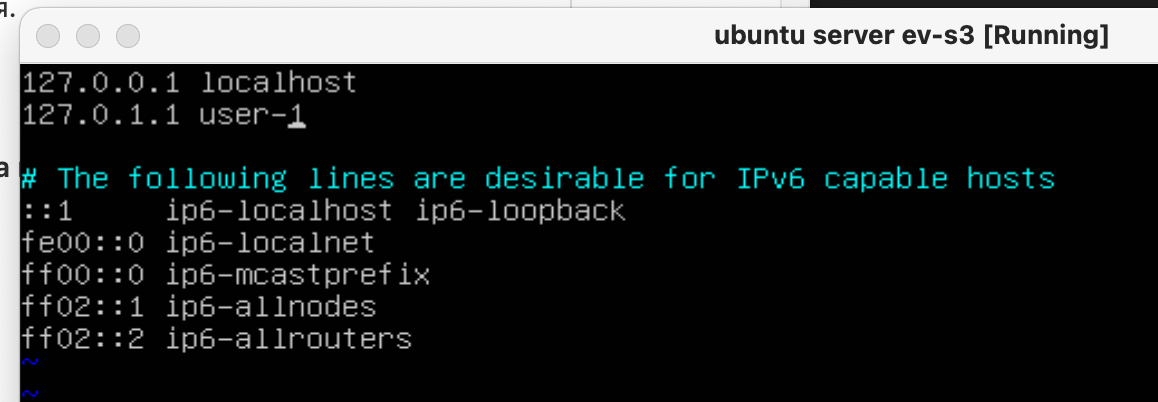 я.
ubuntu server ev-s3 [Running]
127.0.0.1 localhost
127.0.1.1 user-1
а
# The following lines are desirable for IPv6 capable hosts
::1     ip6-localhost ip6-loopback
fe00::0 ip6-localnet
ff00::0 ip6-mcastprefix
ff02::1 ip6-allnodes
ff02::2 ip6-allrouters
~
~